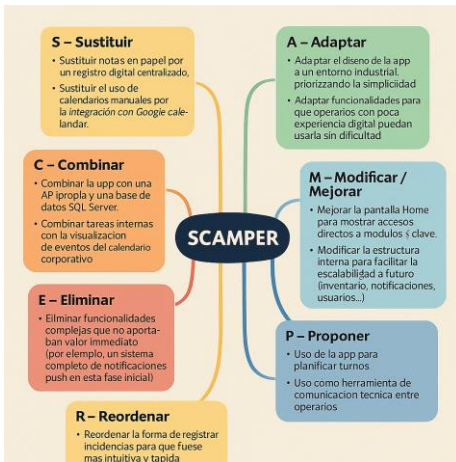 S – Sustituir
• Sustituir notas en papel por
un registro digital centralizado,
• Sustituir el uso de
calendarios manuales por
la integración con Googie cale-
landar.
C – Combinar
• Combinar la upp con una
AP ipropla y una base de
datos SQL Server.
• Combinar tareas internas
con la visualizacion
de eventos del calendario
corporativo
E – Eliminar
• Eilminar funcionalidades
complejas que no aporta-
ban valor immediato
(por elemplo, un sistema
completo de notificaciones
push en esta fase inicial)
R – Reordenar
• Reordenar la forma de registrar
incidencias para que fuese
mas intuitiva y tapida
SCAMPER
A – Adaptar
• Adaptar el diseno de la app
a un entorno industrial.
priorizzando la simpliciidad
• Adaptar funcionalidades para
que operarios con poca
experiencia digital puedan
usarla sin dificultad
M – Modificar /
Mejorar
• Mejorar la pantalla Home
para mostrar accesos
directos a modulos clave.
• Modificar la estructura
interna para facilitar la
escalabiligad a futuro
(inventario, notificaciones,
usuarios...)
P – Proponer
• Uso de la app para
planificar turnos
• Uso como herramienta de
comunicacion tecnica entre
operarios